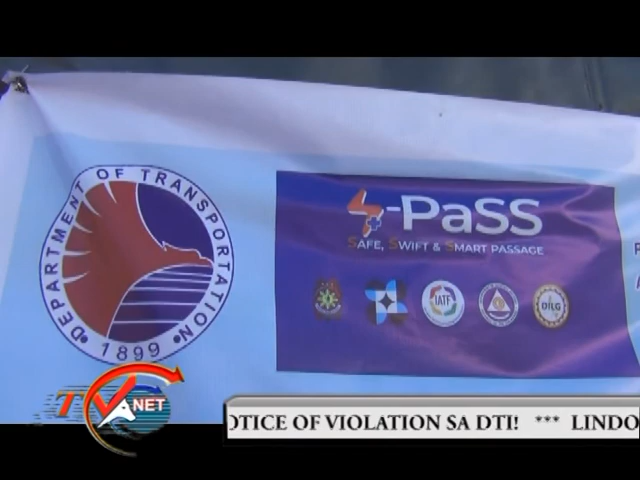 DEPARTMENT OF TRANSPORTATION
1899
S-PaSS
SAFE, SWIFT & SMART PASSAGE
IATF
DILG
TV NET
OTICE OF VIOLATION SA DTI! *** LINDO